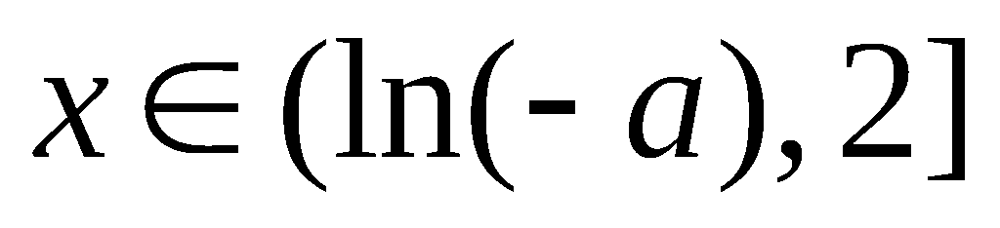 x ∈ (ln(- a), 2]